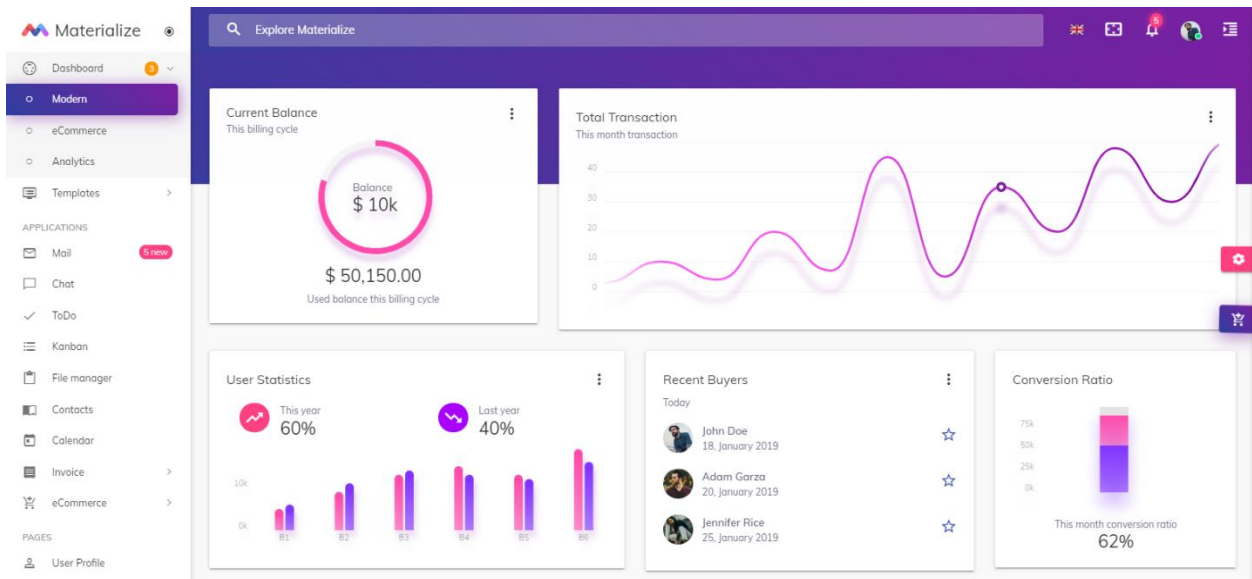 Materialize
Explore Materialize
5
Dashboard 3
Modern
eCommerce
Analytics
Templates
APPLICATIONS
Mail 5 new
Chat
ToDo
Kanban
File manager
Contacts
Calendar
Invoice
eCommerce
PAGES
User Profile
Current Balance
This billing cycle
Balance
$ 10k
$ 50,150.00
Used balance this billing cycle
Total Transaction
This month transaction
40
30
20
10
0
User Statistics
This year
60%
Last year
40%
10k
0k
B1 B2 B3 B4 B5 B6
Recent Buyers
Today
John Doe
18, January 2019
Adam Garza
20, January 2019
Jennifer Rice
25, January 2019
Conversion Ratio
75k
50k
25k
0k
This month conversion ratio
62%